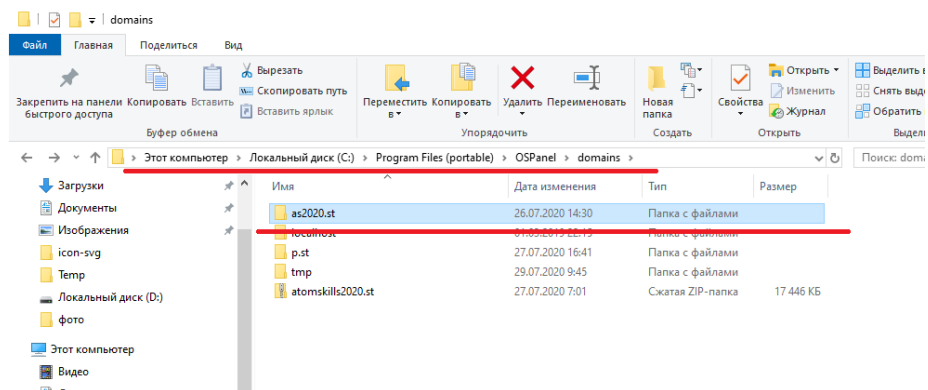 domains
Файл Главная Поделиться Вид
Закрепить на панели быстрого доступа
Копировать
Вставить
Вырезать
Скопировать путь
Вставить ярлык
Буфер обмена
Переместить в
Копировать в
Удалить
Переименовать
Упорядочить
Новая папка
Создать
Свойства
Открыть
Изменить
Журнал
Открыть
Выделить в
Снять выд
Обратить
Выдел
Этот компьютер > Локальный диск (C:) > Program Files (portable) > OSPanel > domains >
Поиск: doma
Загрузки
Документы
Изображения
icon-svg
Temp
Локальный диск (D:)
фото
Этот компьютер
Видео
Имя Дата изменения Тип Размер
as2020.st 26.07.2020 14:30 Папка с файлами
localhost Папка с файлами
p.st 27.07.2020 16:41 Папка с файлами
tmp 29.07.2020 9:45 Папка с файлами
atomskills2020.st 27.07.2020 7:01 Сжатая ZIP-папка 17 446 КБ